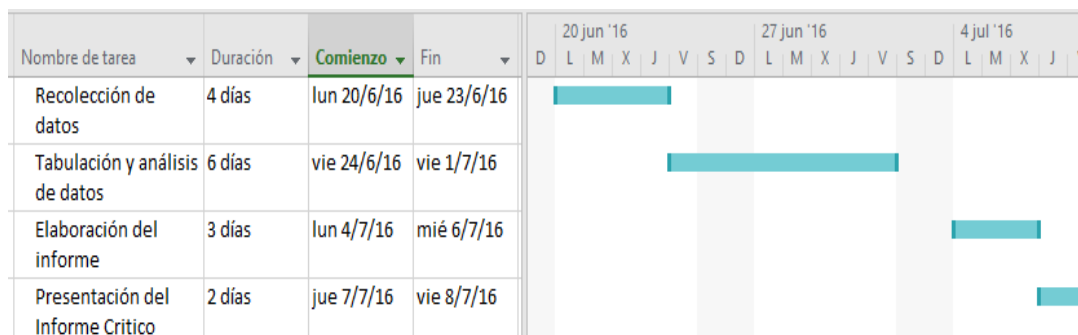 20 jun '16 27 jun '16 4 jul '16
Nombre de tarea Duración Comienzo Fin D L M X J V S D L M X J V S D L M X J
Recolección de 4 días lun 20/6/16 jue 23/6/16
datos
Tabulación y análisis 6 días vie 24/6/16 vie 1/7/16
de datos
Elaboración del 3 días lun 4/7/16 mié 6/7/16
informe
Presentación del 2 días jue 7/7/16 vie 8/7/16
Informe Critico